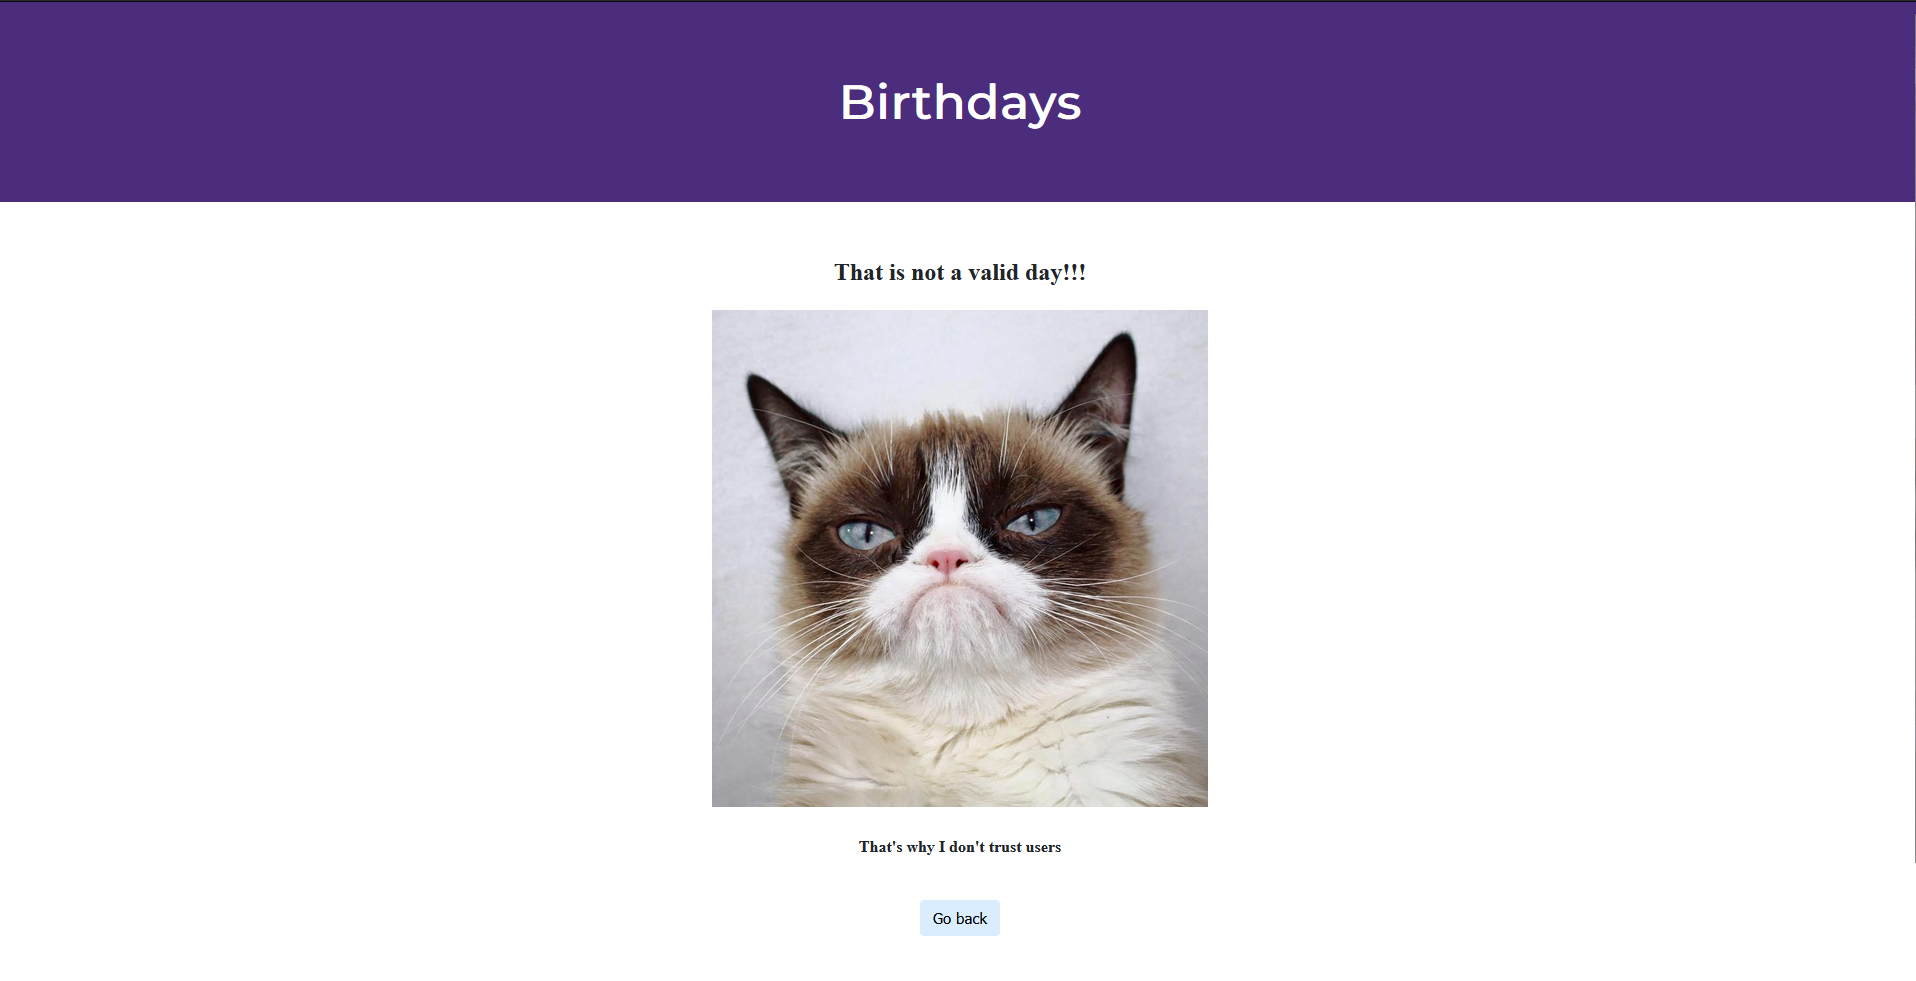 Birthdays
That is not a valid day!!!
That's why I don't trust users
Go back